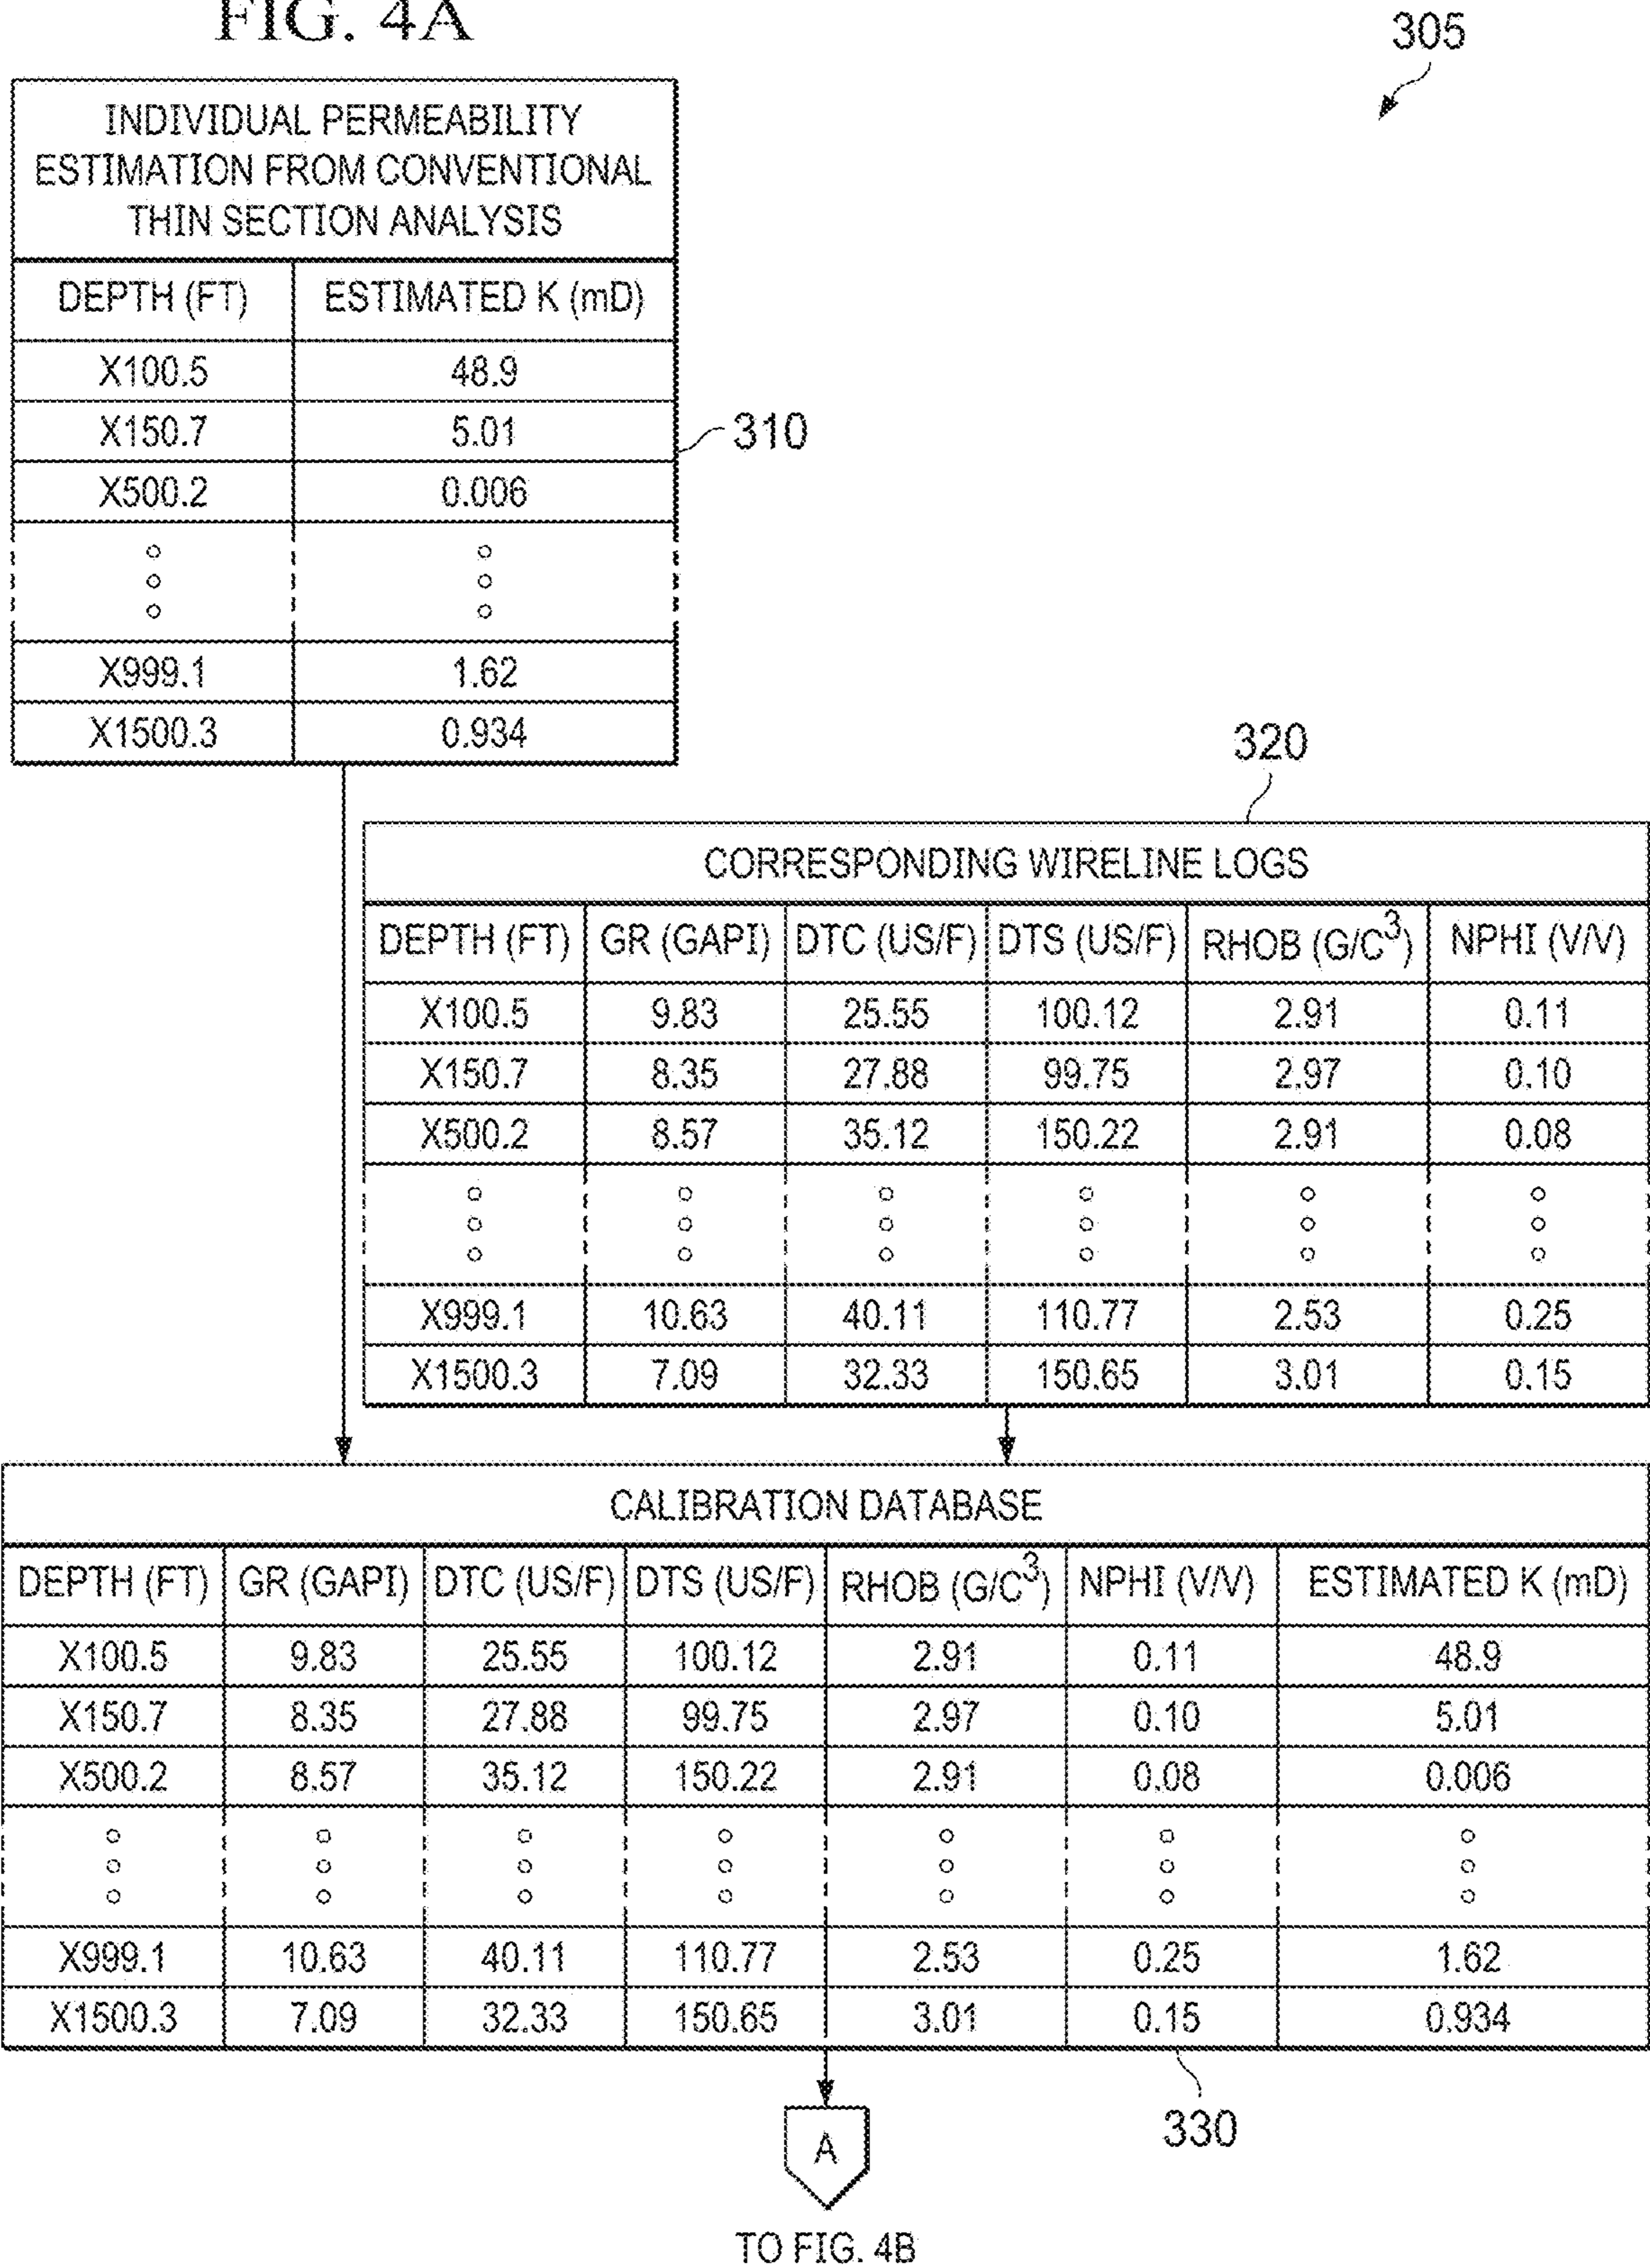 FIG. 4A
305
INDIVIDUAL PERMEABILITY
ESTIMATION FROM CONVENTIONAL
THIN SECTION ANALYSIS
DEPTH (FT) ESTIMATED K (mD)
X100.5 48.9
X150.7 5.01
310
X500.2 0.006
X999.1 1.62
X1500.3 0.934
320
CORRESPONDING WIRELINE LOGS
DEPTH (FT) GR (GAPI) DTC (US/F) DTS (US/F) RHOB (G/C³) NPHI (V/V)
X100.5 9.83 25.55 100.12 2.91 0.11
X150.7 8.35 27.88 99.75 2.97 0.10
X500.2 8.57 35.12 150.22 2.91 0.08
X999.1 10.63 40.11 110.77 2.53 0.25
X1500.3 7.09 32.33 150.65 3.01 0.15
CALIBRATION DATABASE
DEPTH (FT) GR (GAPI) DTC (US/F) DTS (US/F) RHOB (G/C³) NPHI (V/V) ESTIMATED K (mD)
X100.5 9.83 25.55 100.12 2.91 0.11 48.9
X150.7 8.35 27.88 99.75 2.97 0.10 5.01
X500.2 8.57 35.12 150.22 2.91 0.08 0.006
X999.1 10.63 40.11 110.77 2.53 0.25 1.62
X1500.3 7.09 32.33 150.65 3.01 0.15 0.934
330
A
TO FIG. 4B